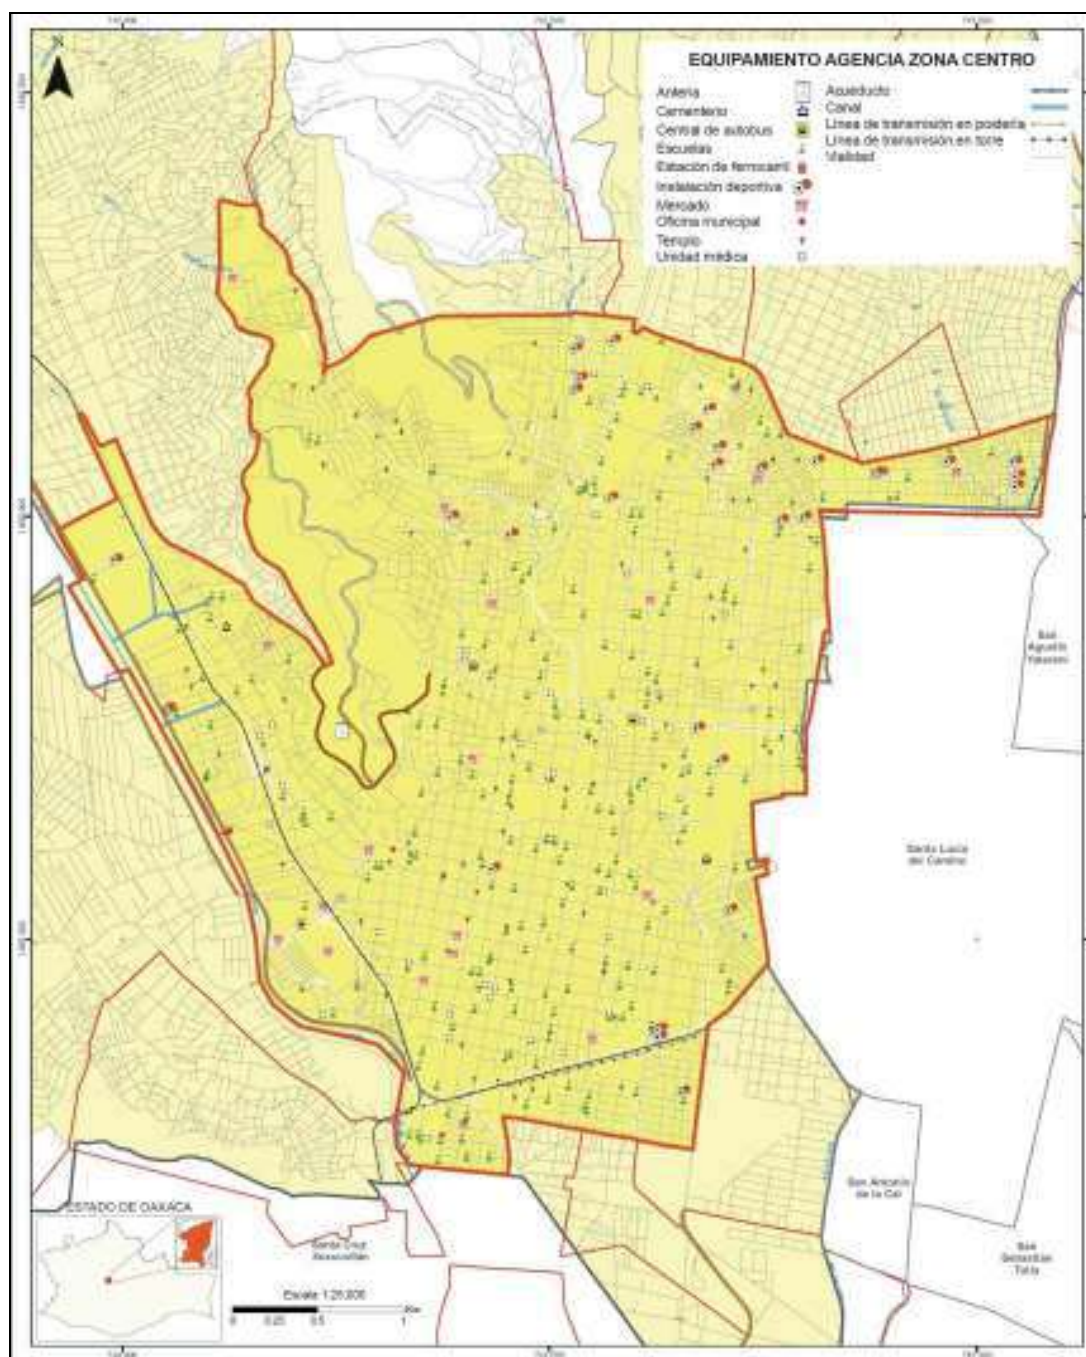 N
EQUIPAMIENTO AGENCIA ZONA CENTRO
Antena
Cementerio
Central de autobus
Escuelas
Estación de ferrocarril
Instalación deportiva
Mercado
Oficina municipal
Templo
Unidad médica
Acueducto
Canal
Línea de transmisión en postería
Línea de transmisión en torre
Vialidad
San
Agustín
Yatareni
Santa Lucía
del Camino
San Antonio
de la Cal
San
Sebastián
Tutla
Santa Cruz
Xoxocotlán
ESTADO DE OAXACA
Escala 1:25,000
0 0.25 0.5 1 Km